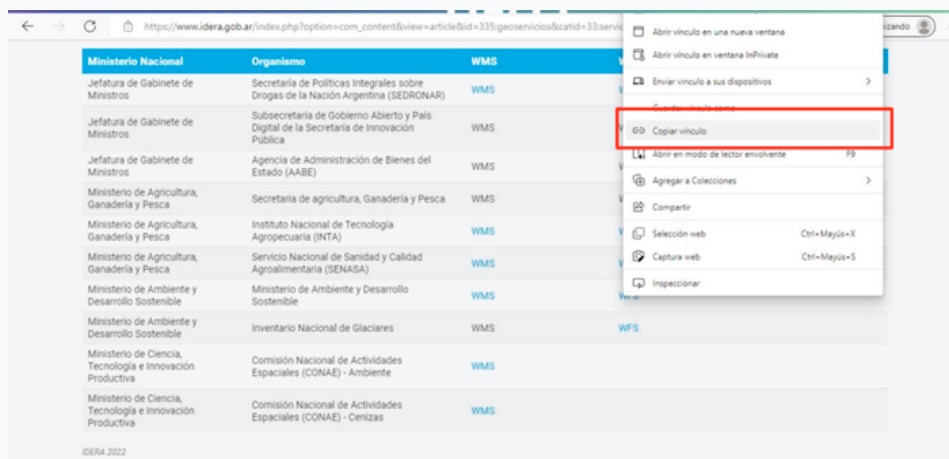 https://www.idera.gob.ar/index.php?option=com_content&view=article&id=335:geoservicios&catid=33:servic
izando
Abrir vínculo en una nueva ventana
Abrir vínculo en ventana InPrivate
Enviar vínculo a sus dispositivos
Copiar vínculo
Abrir en modo de lector envolvente F9
Agregar a Colecciones
Compartir
Selección web Ctrl+Mayús+X
Captura web Ctrl+Mayús+S
Inspeccionar
Ministerio Nacional Organismo WMS
Jefatura de Gabinete de
Ministros
Secretaría de Políticas Integrales sobre
Drogas de la Nación Argentina (SEDRONAR)
WMS
Jefatura de Gabinete de
Ministros
Subsecretaría de Gobierno Abierto y País
Digital de la Secretaría de Innovación
Pública
WMS
Jefatura de Gabinete de
Ministros
Agencia de Administración de Bienes del
Estado (AABE)
WMS
Ministerio de Agricultura,
Ganadería y Pesca
Secretaria de agricultura, Ganadería y Pesca
WMS
Ministerio de Agricultura,
Ganadería y Pesca
Instituto Nacional de Tecnología
Agropecuaria (INTA)
WMS
Ministerio de Agricultura,
Ganadería y Pesca
Servicio Nacional de Sanidad y Calidad
Agroalimentaria (SENASA)
WMS
Ministerio de Ambiente y
Desarrollo Sostenible
Ministerio de Ambiente y Desarrollo
Sostenible
WMS
Ministerio de Ambiente y
Desarrollo Sostenible
Inventario Nacional de Glaciares
WMS
WFS
Ministerio de Ciencia,
Tecnología e Innovación
Productiva
Comisión Nacional de Actividades
Espaciales (CONAE) - Ambiente
WMS
Ministerio de Ciencia,
Tecnología e Innovación
Productiva
Comisión Nacional de Actividades
Espaciales (CONAE) - Cenizas
WMS
IDERA 2022